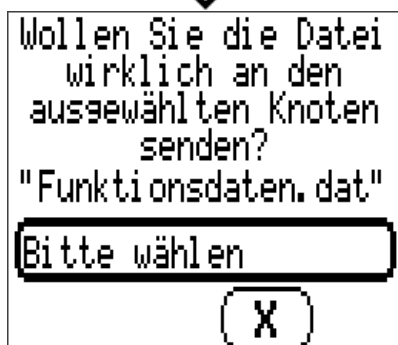 Wollen Sie die Datei
wirklich an den
ausgewählten Knoten
senden?
"Funktionsdaten.dat"
Bitte wählen
X